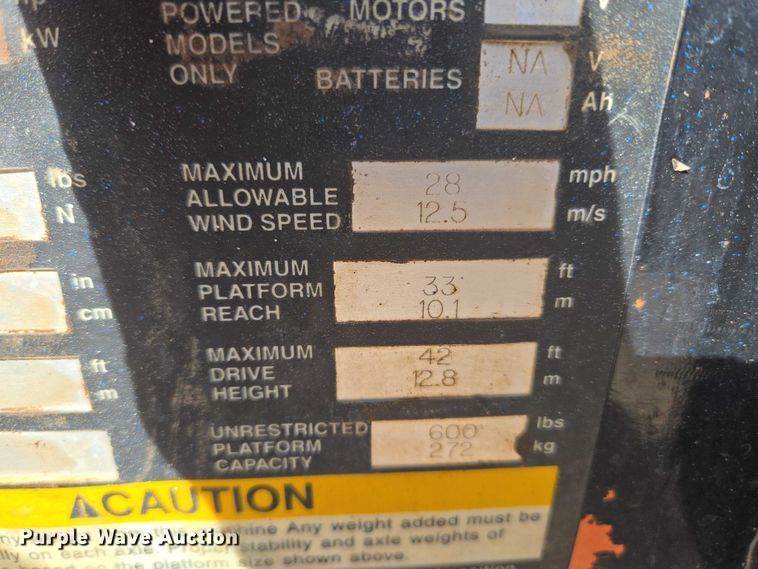 POWERED MOTORS
kW MODELS
ONLY BATTERIES NA V
NA Ah
lbs MAXIMUM 28 mph
N ALLOWABLE 12.5 m/s
WIND SPEED
in MAXIMUM 33 ft
cm PLATFORM 10.1 m
REACH
ft MAXIMUM 42 ft
m DRIVE 12.8 m
HEIGHT
UNRESTRICTED 600 lbs
PLATFORM 272 kg
CAPACITY
CAUTION
Any weight added must be
on each axle. stability and axle weights of
on the platform size shown above.
Purple Wave Auction